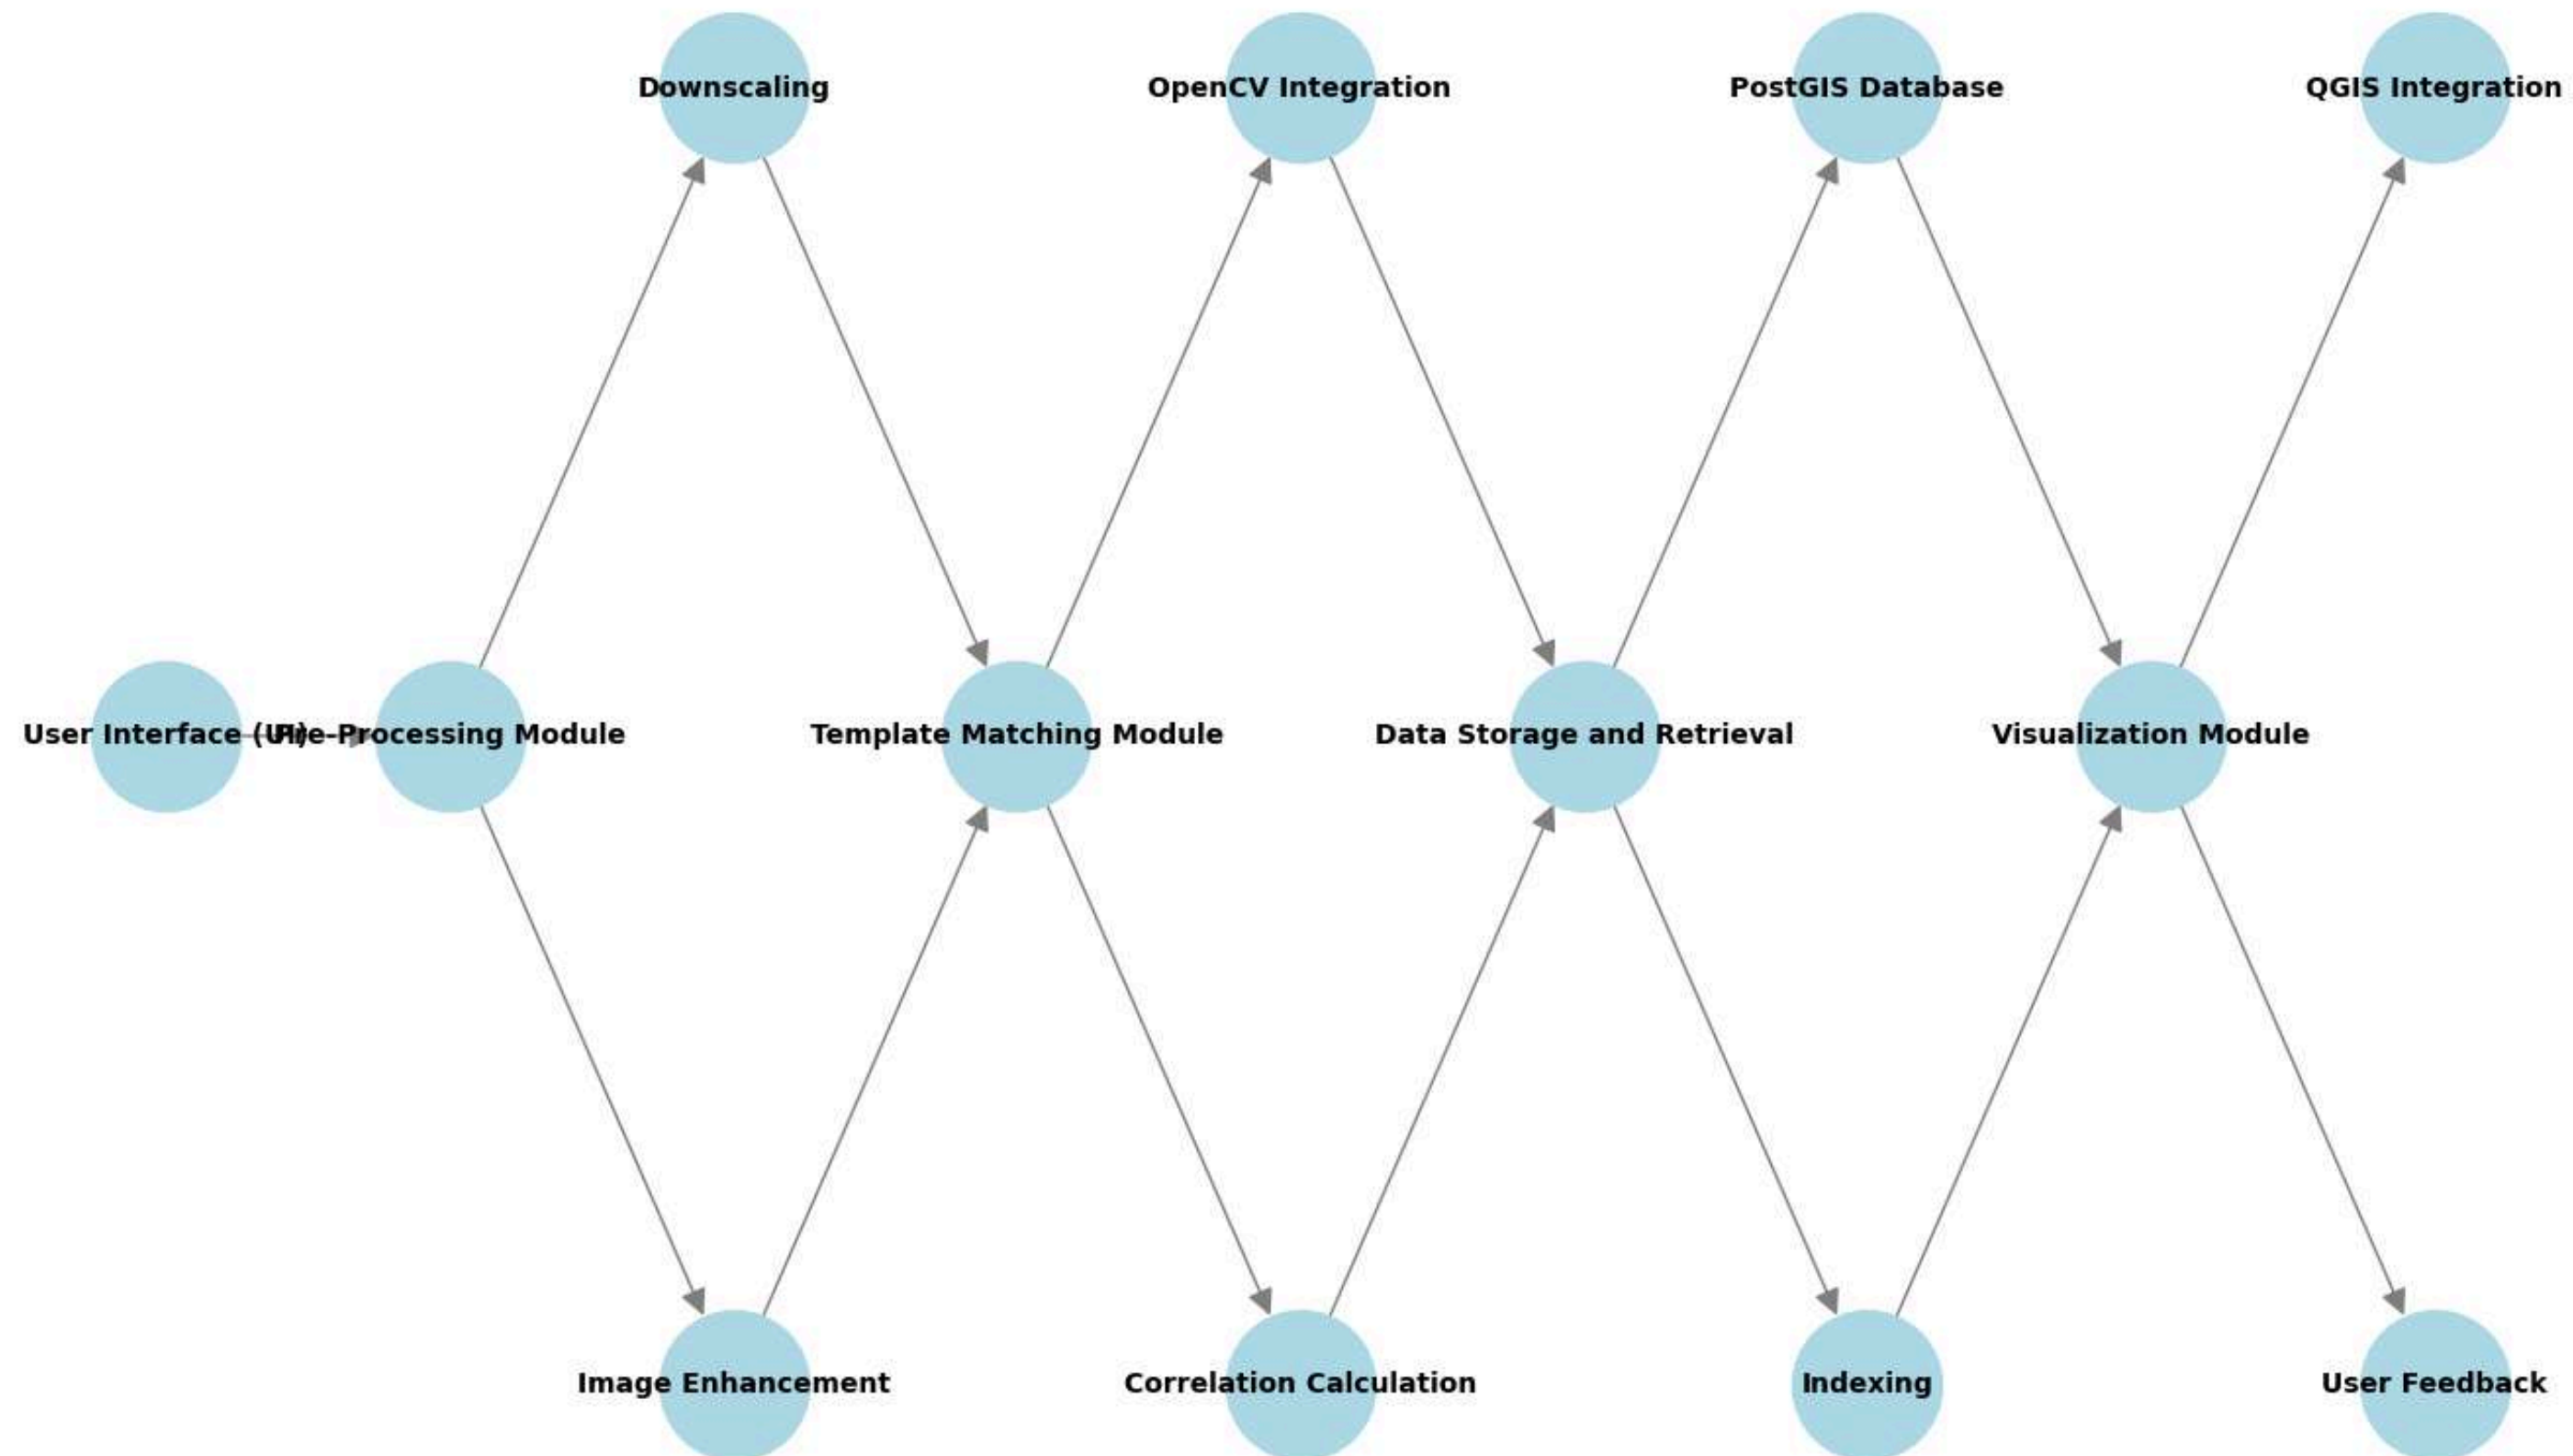 Downscaling
OpenCV Integration
PostGIS Database
QGIS Integration
User Interface (UI)
Pre-Processing Module
Template Matching Module
Data Storage and Retrieval
Visualization Module
Image Enhancement
Correlation Calculation
Indexing
User Feedback